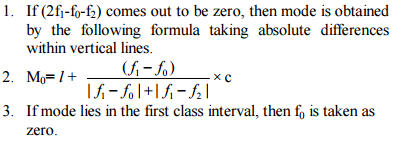 1. If (2f₁-f₀-f₂) comes out to be zero, then mode is obtained
by the following formula taking absolute differences
within vertical lines.
2. M₀= l + (f₁ − f₀) / (| f₁ − f₀ | + | f₁ − f₂ |) × c
3. If mode lies in the first class interval, then f₀ is taken as
zero.